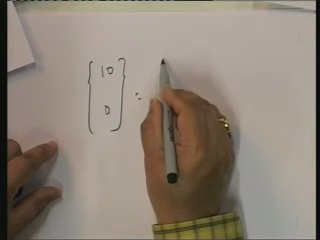 { 10 } =
{ 0 }